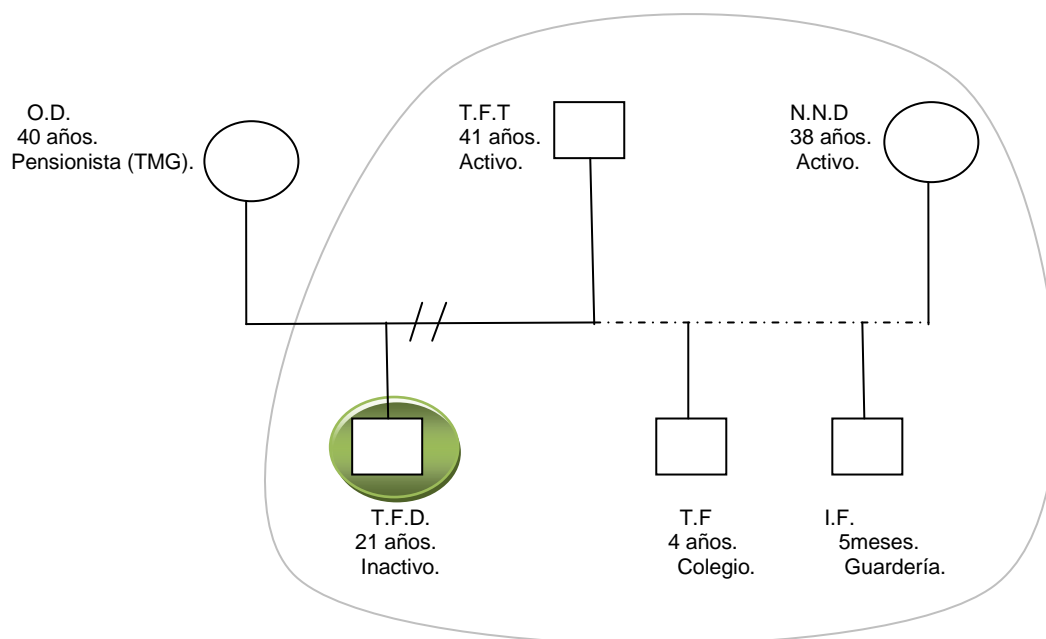 O.D.
40 años.
Pensionista (TMG).
T.F.T
41 años.
Activo.
N.N.D
38 años.
Activo.
T.F.D.
21 años.
Inactivo.
T.F
4 años.
Colegio.
I.F.
5meses.
Guardería.